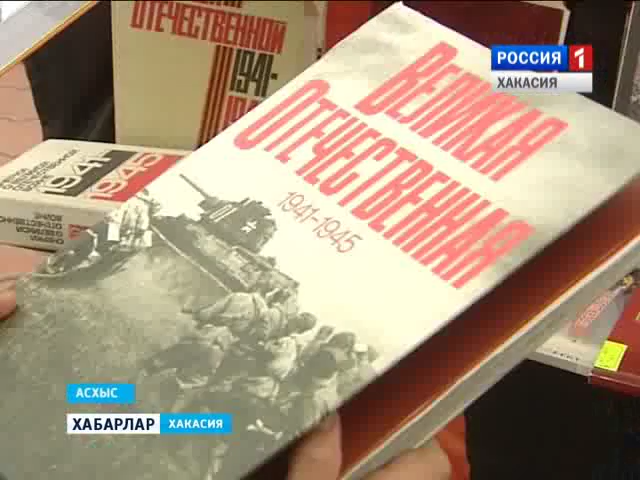 ОТЕЧЕСТВЕННОЙ
1941-
РОССИЯ 1
ХАКАСИЯ
ВЕЛИКАЯ
ОТЕЧЕСТВЕННАЯ
1941-1945
1941-
1945
АСХЫС
ХАБАРЛАР ХАКАСИЯ